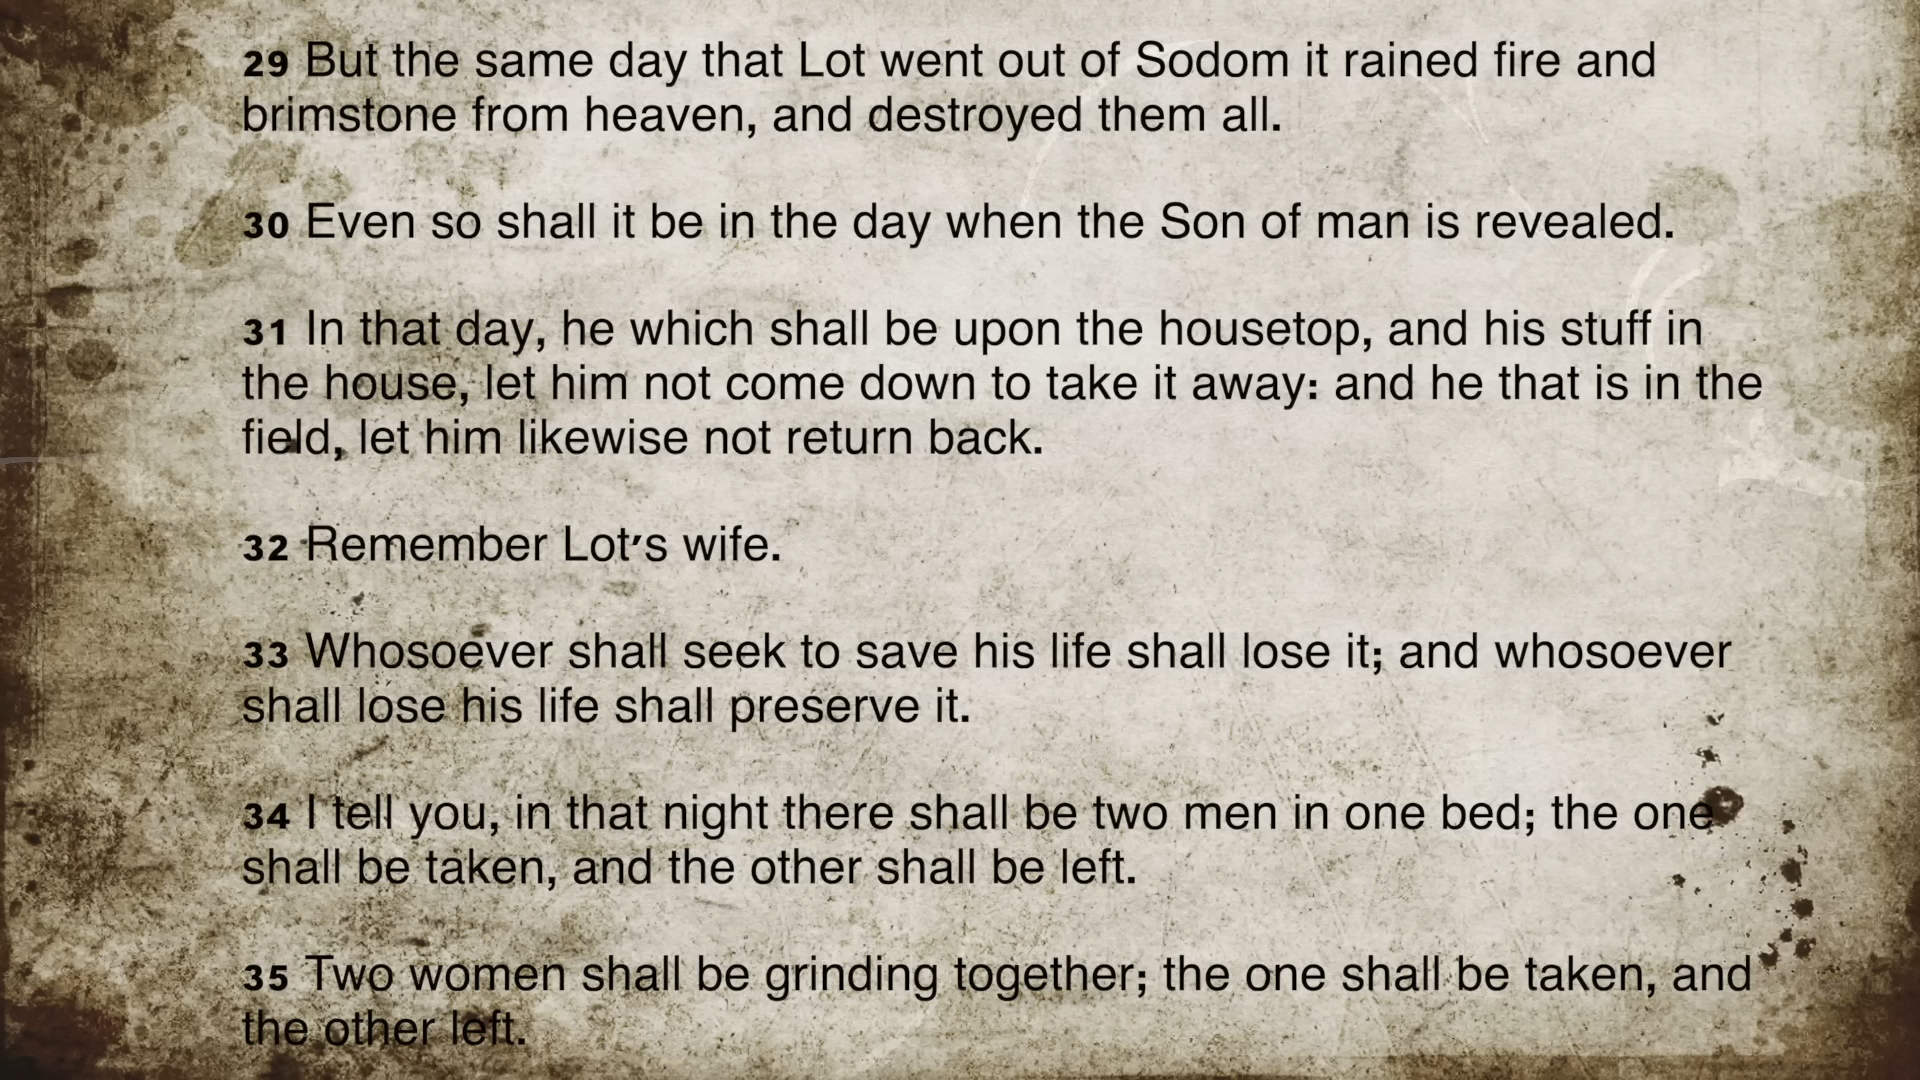 29 But the same day that Lot went out of Sodom it rained fire and
brimstone from heaven, and destroyed them all.
30 Even so shall it be in the day when the Son of man is revealed.
31 In that day, he which shall be upon the housetop, and his stuff in
the house, let him not come down to take it away: and he that is in the
field, let him likewise not return back.
32 Remember Lot's wife.
33 Whosoever shall seek to save his life shall lose it; and whosoever
shall lose his life shall preserve it.
34 I tell you, in that night there shall be two men in one bed; the one
shall be taken, and the other shall be left.
35 Two women shall be grinding together; the one shall be taken, and
the other left.